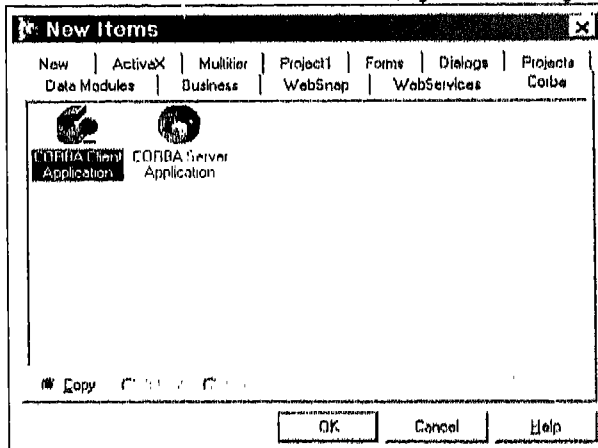 New Items
New ActiveX Multitier Project1 Forms Dialogs Projects
Data Modules Business WebSnap WebServices Corba
CORBA Client CORBA Server
Application Application
Copy
OK Cancel Help